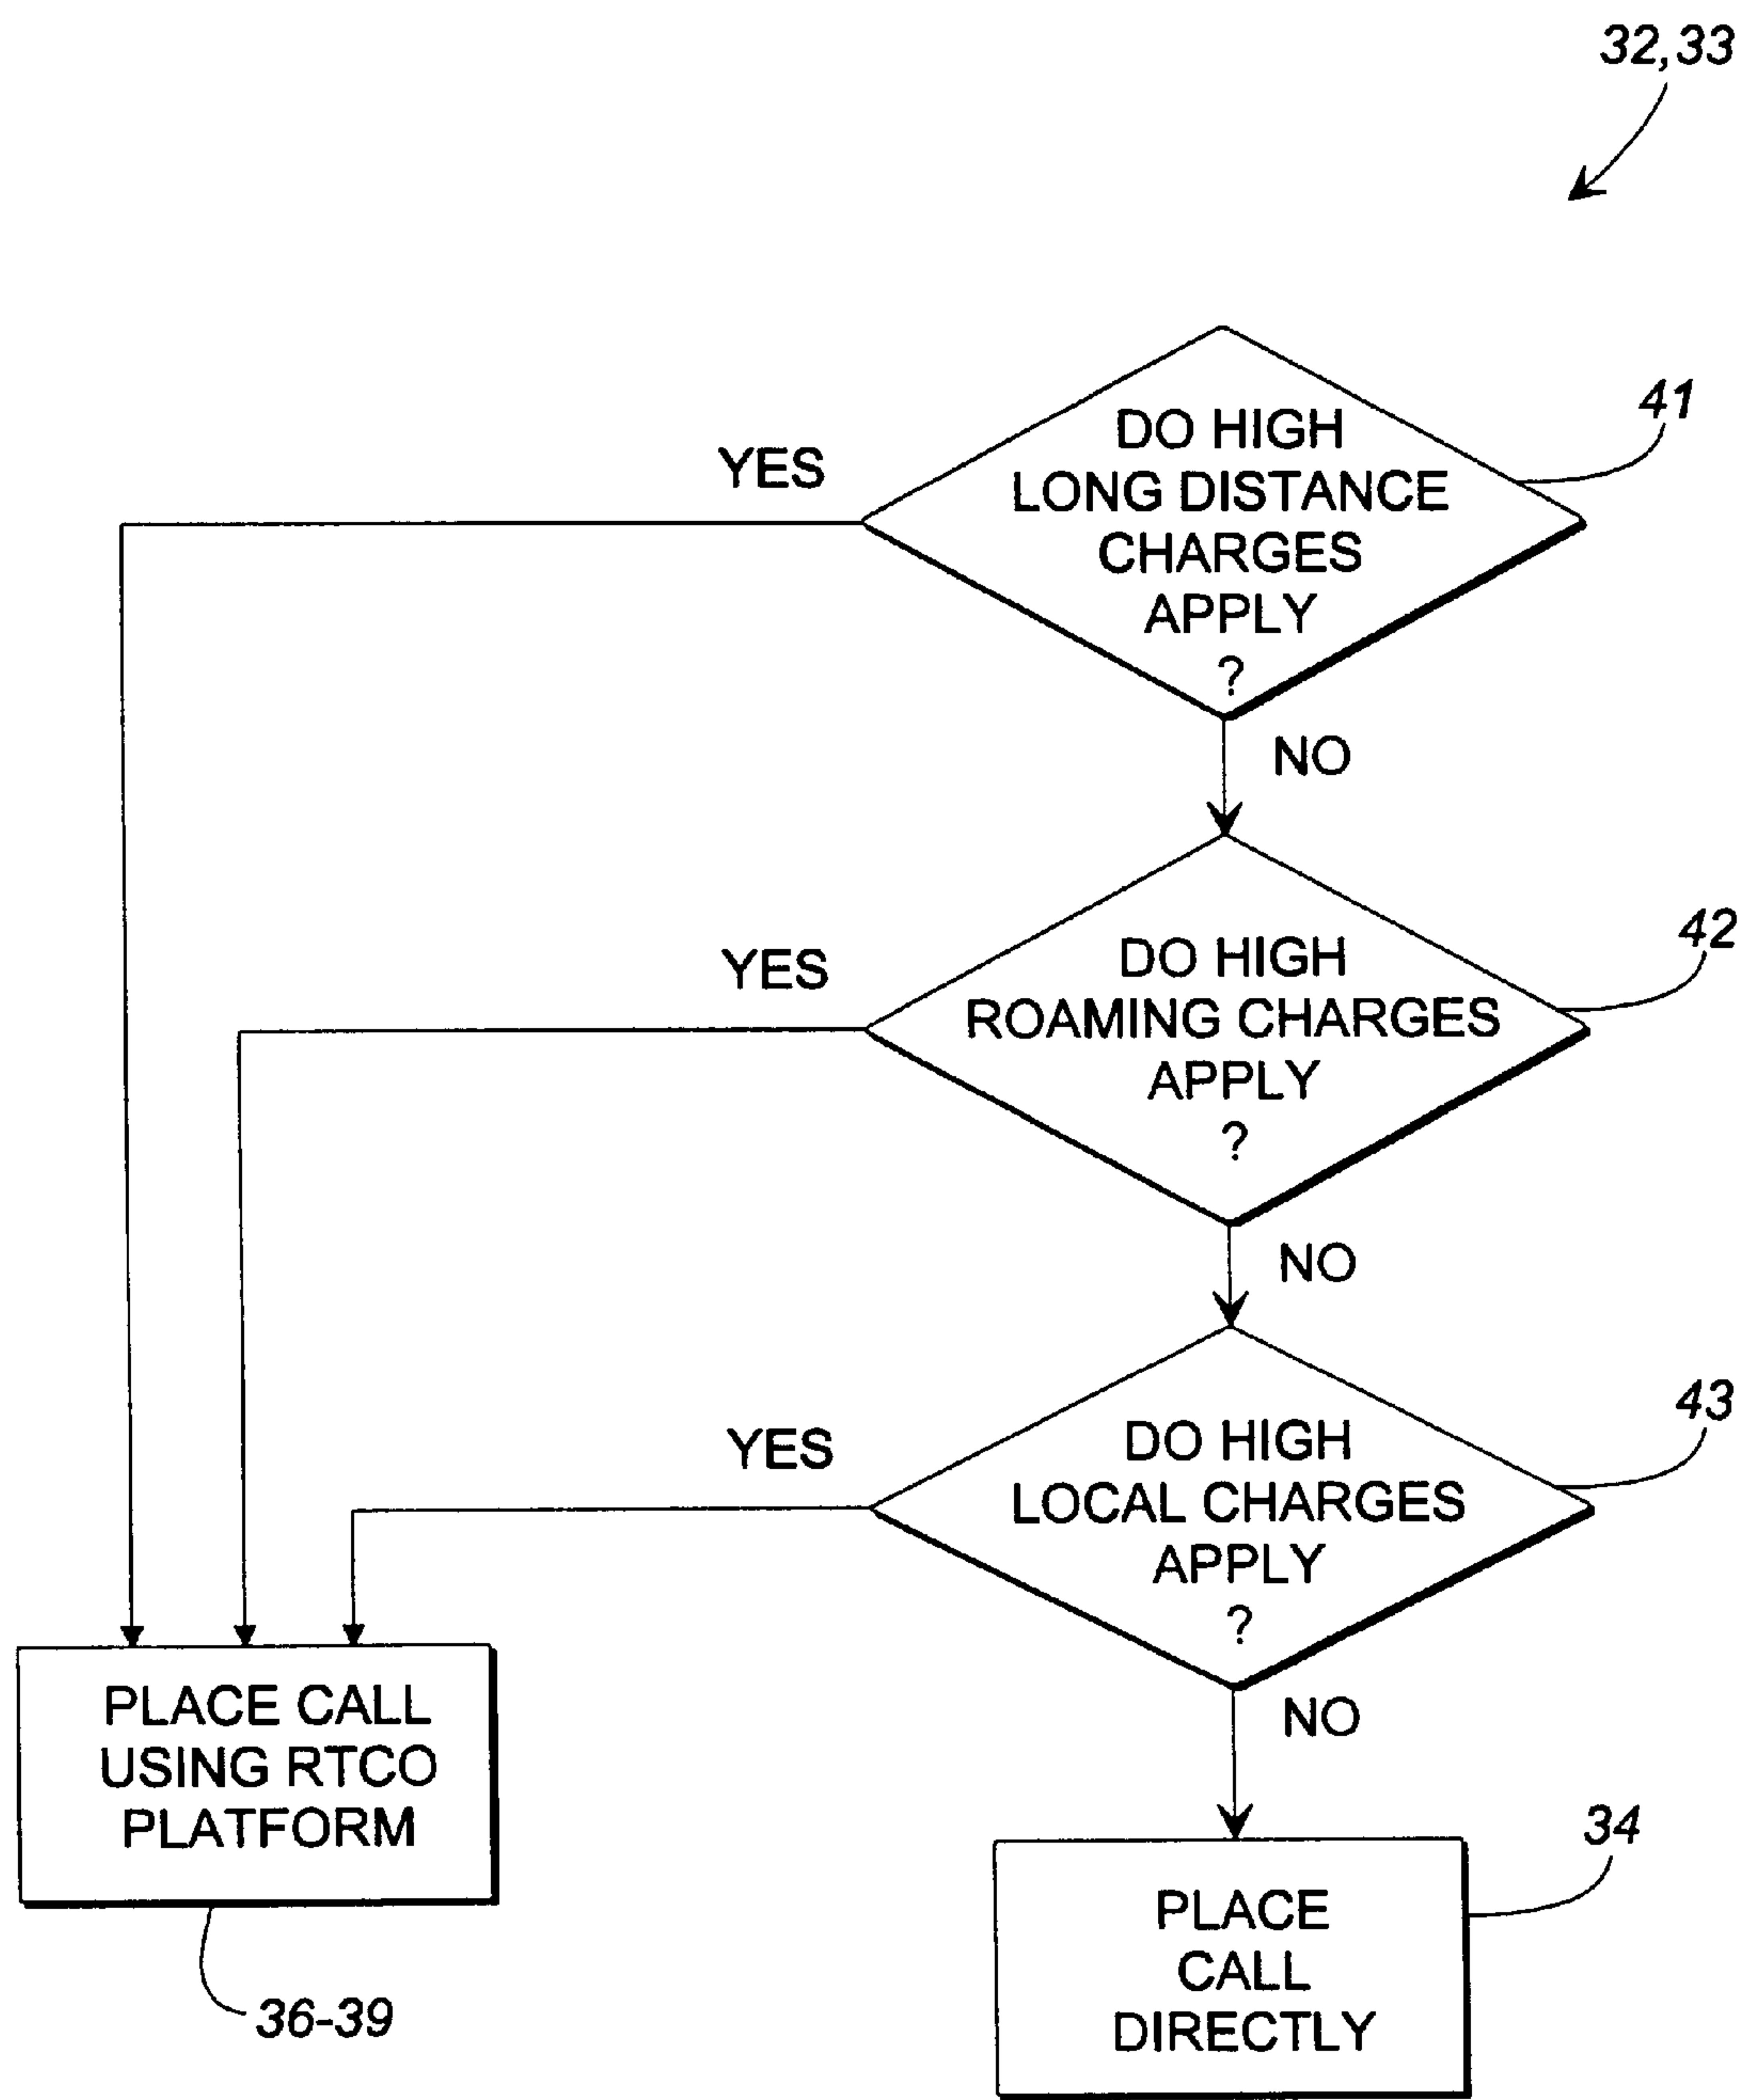 32,33
DO HIGH
LONG DISTANCE
CHARGES
APPLY
?
41
YES
NO
DO HIGH
ROAMING CHARGES
APPLY
?
42
YES
NO
DO HIGH
LOCAL CHARGES
APPLY
?
43
YES
NO
PLACE CALL
USING RTCO
PLATFORM
36-39
PLACE
CALL
DIRECTLY
34